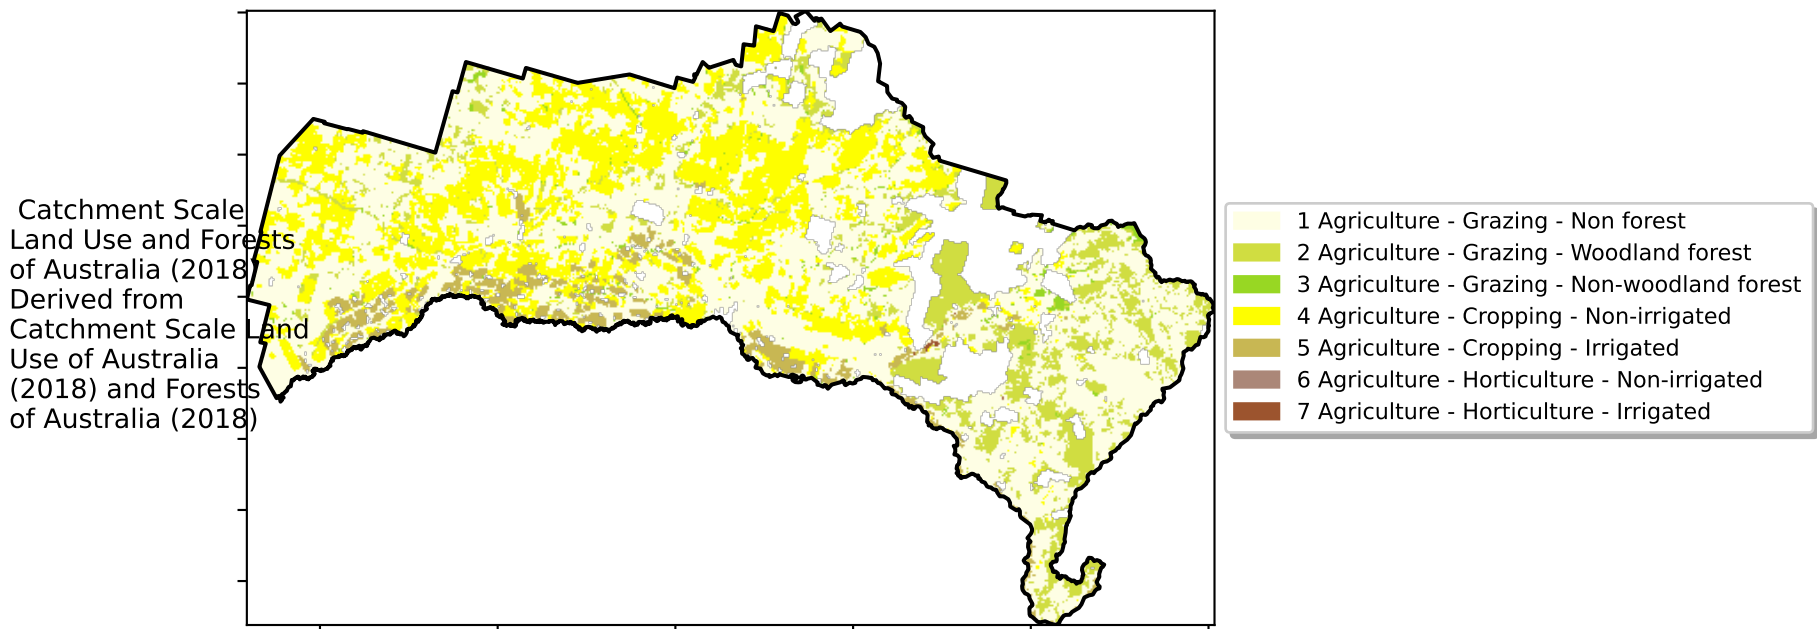 Catchment Scale
Land Use and Forests
of Australia (2018)
Derived from
Catchment Scale Land
Use of Australia
(2018) and Forests
of Australia (2018)
1 Agriculture - Grazing - Non forest
2 Agriculture - Grazing - Woodland forest
3 Agriculture - Grazing - Non-woodland forest
4 Agriculture - Cropping - Non-irrigated
5 Agriculture - Cropping - Irrigated
6 Agriculture - Horticulture - Non-irrigated
7 Agriculture - Horticulture - Irrigated